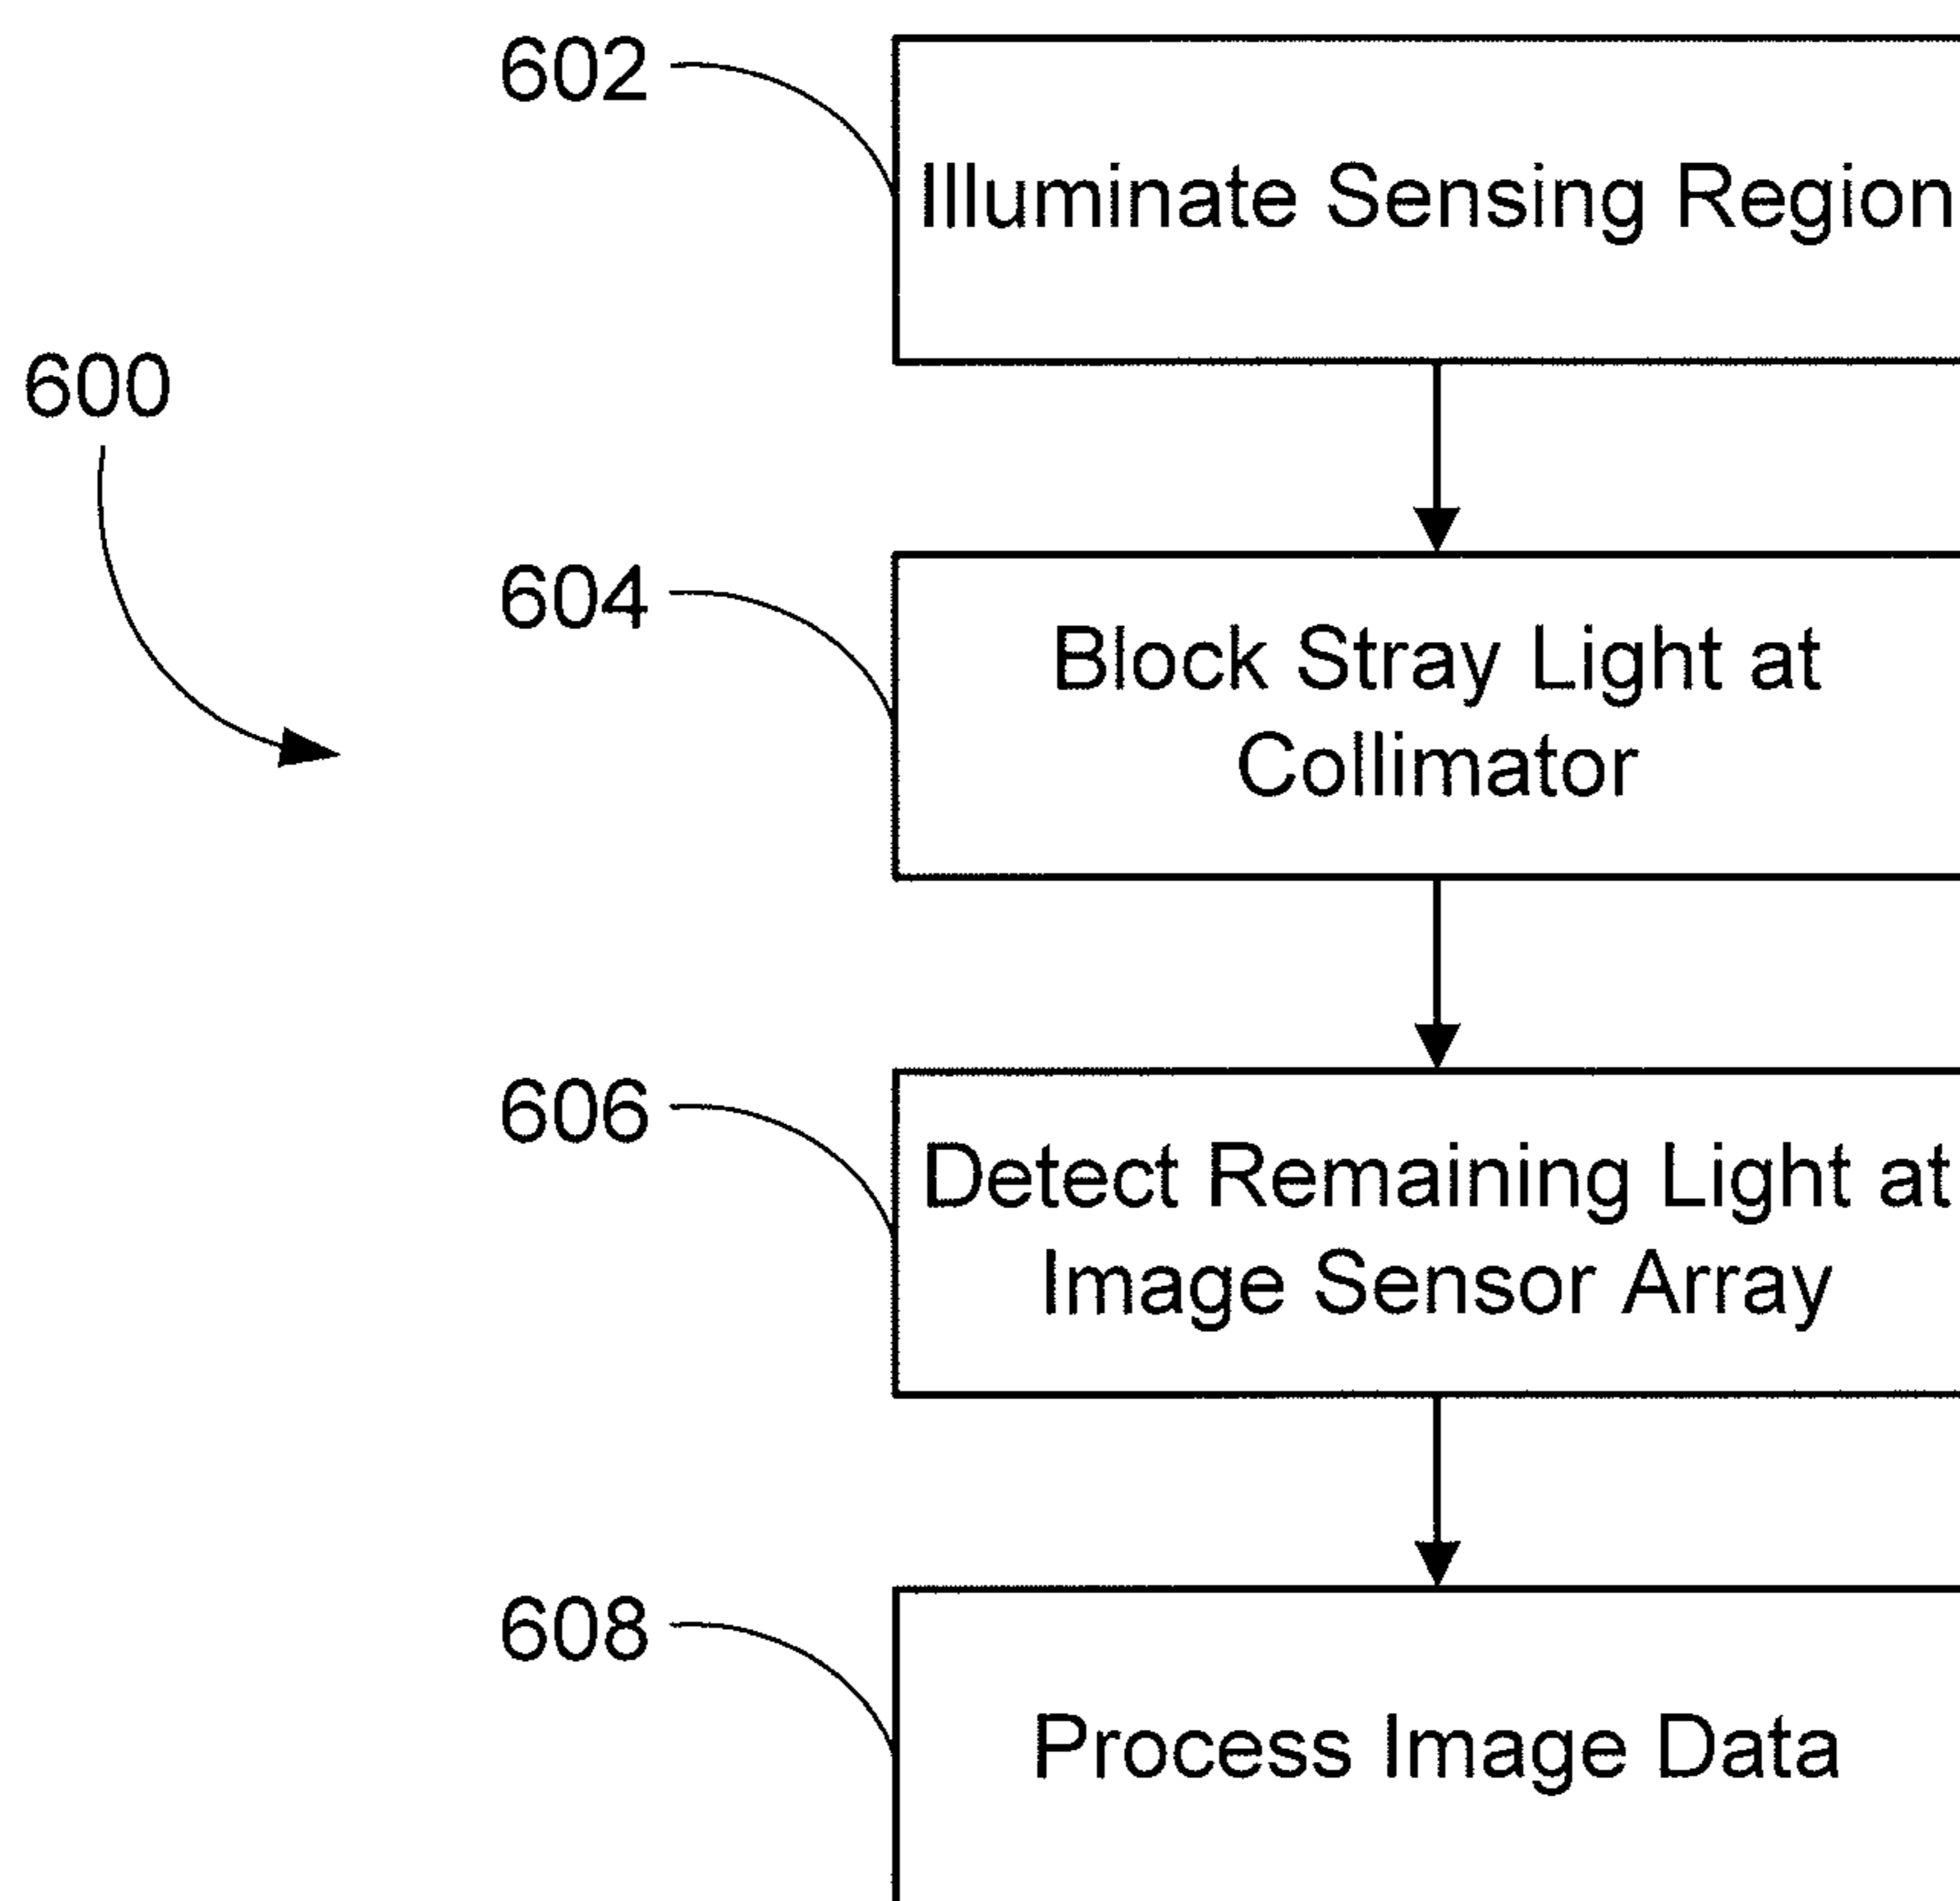 602
Illuminate Sensing Region
600
604
Block Stray Light at
Collimator
606
Detect Remaining Light at
Image Sensor Array
608
Process Image Data